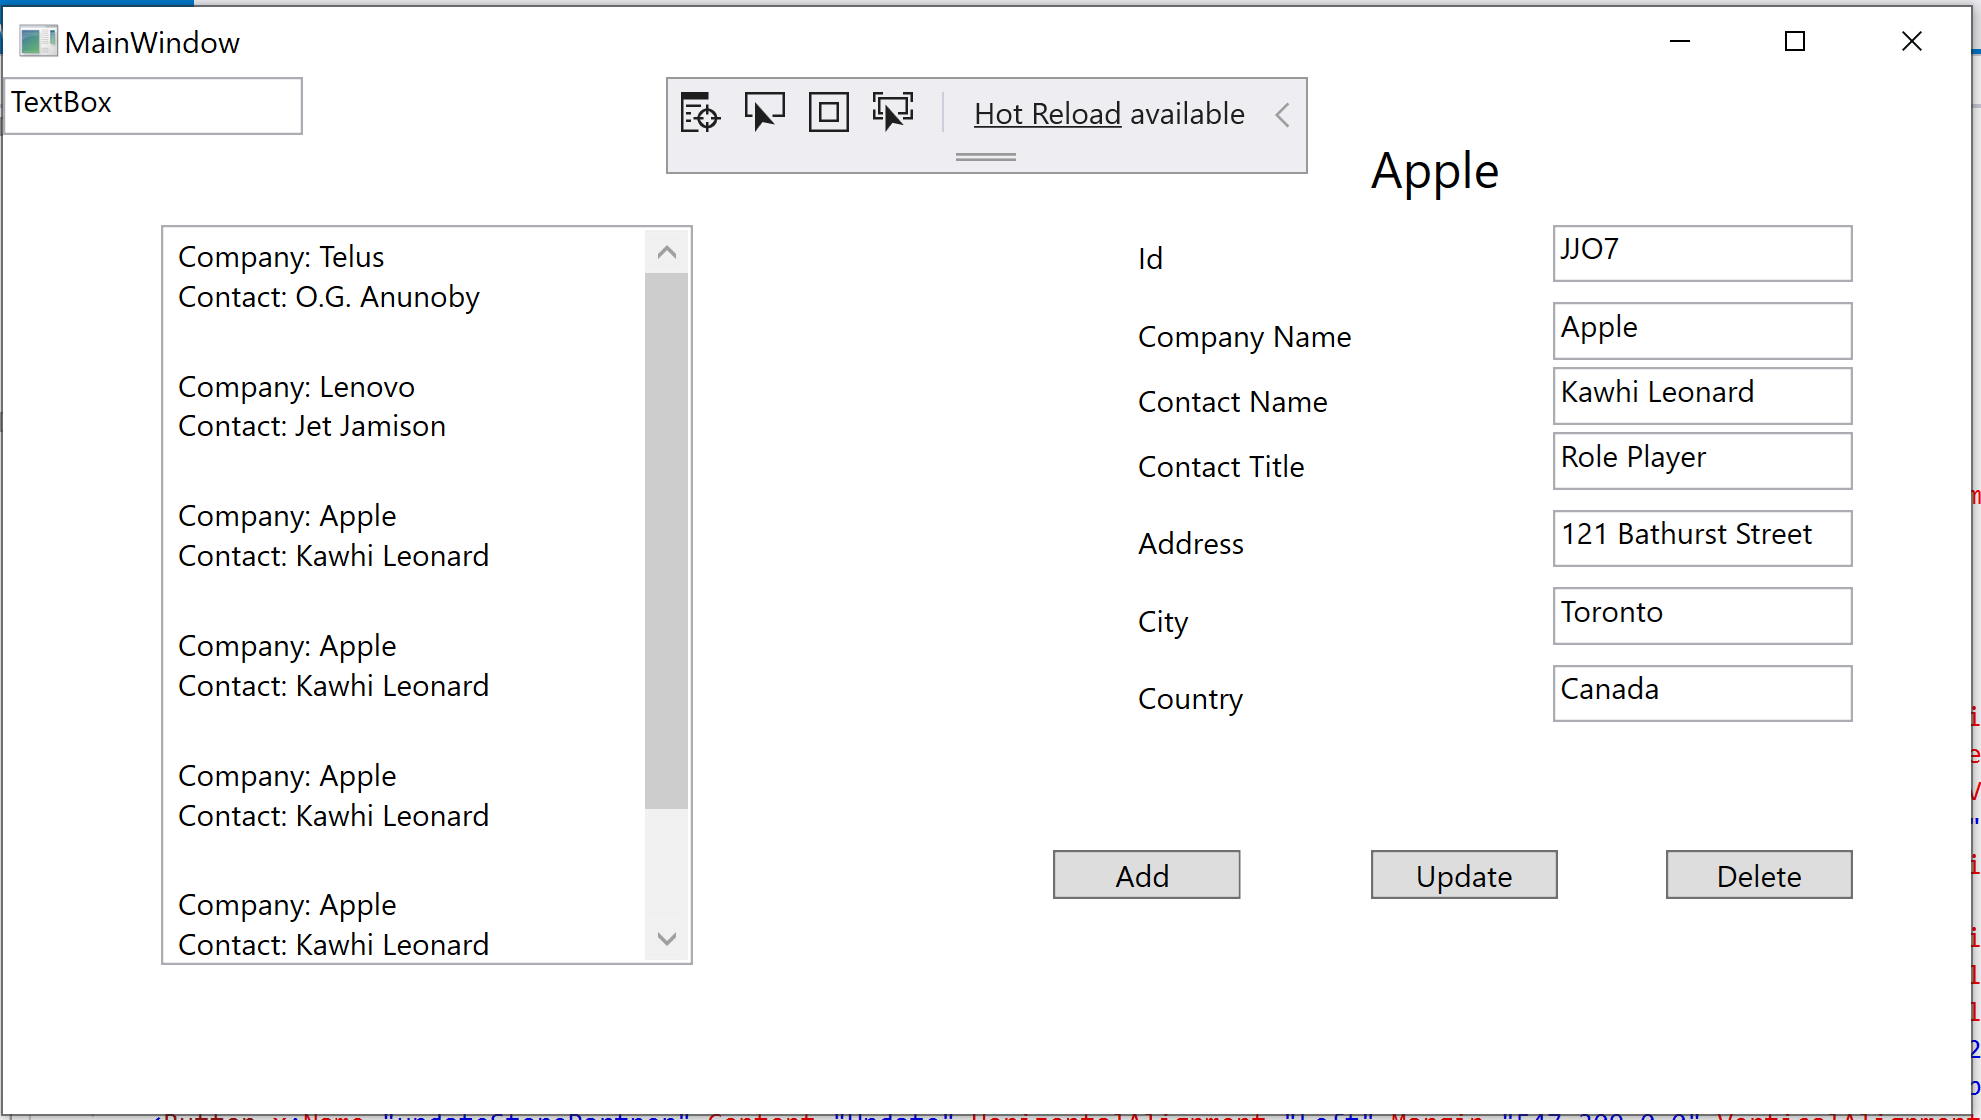 MainWindow
TextBox
Hot Reload available
Apple
Company: Telus
Contact: O.G. Anunoby
Company: Lenovo
Contact: Jet Jamison
Company: Apple
Contact: Kawhi Leonard
Company: Apple
Contact: Kawhi Leonard
Company: Apple
Contact: Kawhi Leonard
Company: Apple
Contact: Kawhi Leonard
Id JJO7
Company Name Apple
Contact Name Kawhi Leonard
Contact Title Role Player
Address 121 Bathurst Street
City Toronto
Country Canada
Add Update Delete